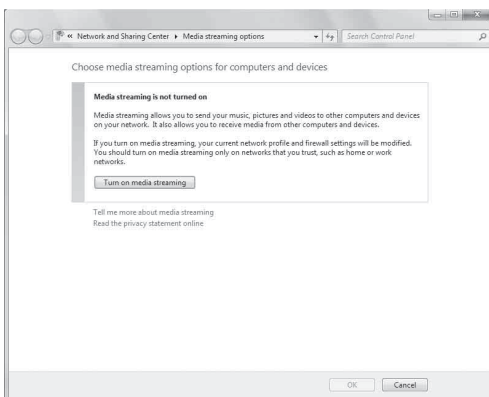 « Network and Sharing Center ▸ Media streaming options
Search Control Panel
Choose media streaming options for computers and devices
Media streaming is not turned on
Media streaming allows you to send your music, pictures and videos to other computers and devices
on your network. It also allows you to receive media from other computers and devices.
If you turn on media streaming, your current network profile and firewall settings will be modified.
You should turn on media streaming only on networks that you trust, such as home or work
networks.
Turn on media streaming
Tell me more about media streaming
Read the privacy statement online
OK
Cancel